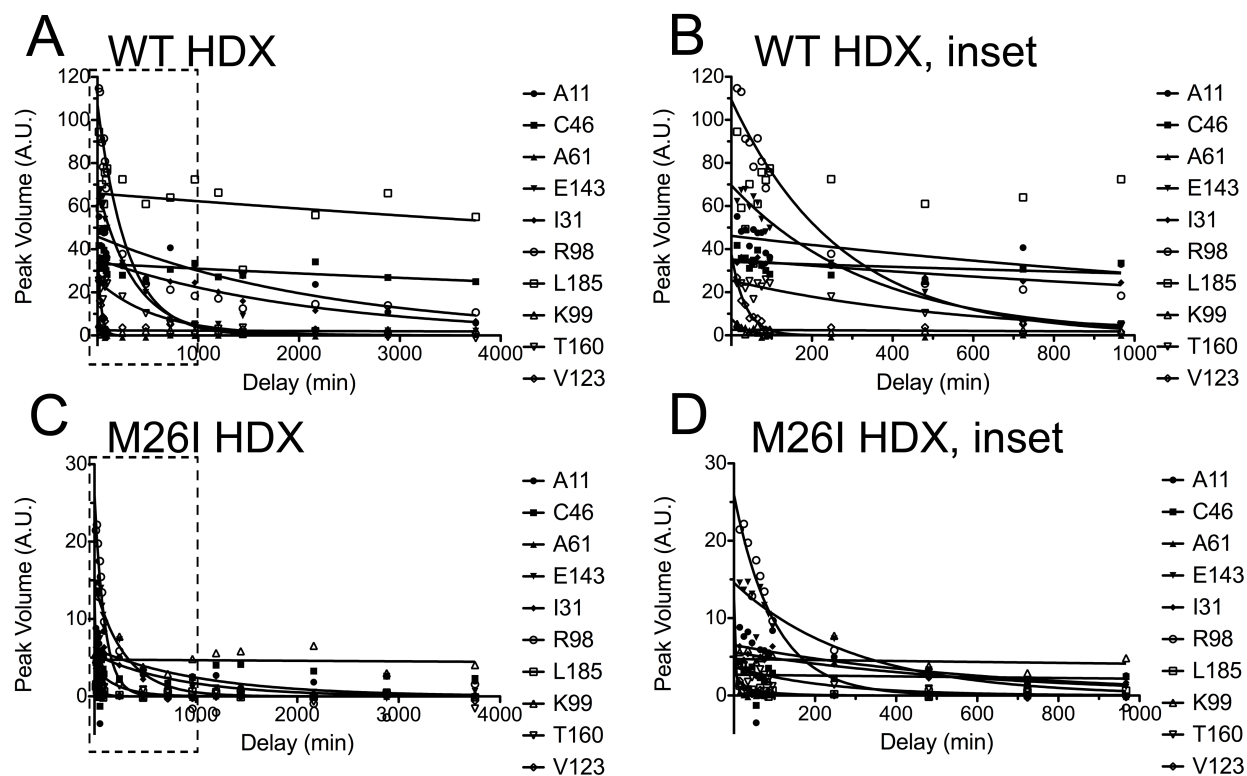 A
WT HDX
120
100
80
60
40
20
0
1000
2000
3000
4000
Peak Volume (A.U.)
Delay (min)
A11
C46
A61
E143
I31
R98
L185
K99
T160
V123
B
WT HDX, inset
120
100
80
60
40
20
0
200
400
600
800
1000
Peak Volume (A.U.)
Delay (min)
A11
C46
A61
E143
I31
R98
L185
K99
T160
V123
C
M26I HDX
30
20
10
0
1000
2000
3000
4000
Peak Volume (A.U.)
Delay (min)
A11
C46
A61
E143
I31
R98
L185
K99
T160
V123
D
M26I HDX, inset
30
20
10
0
200
400
600
800
1000
Peak Volume (A.U.)
Delay (min)
A11
C46
A61
E143
I31
R98
L185
K99
T160
V123